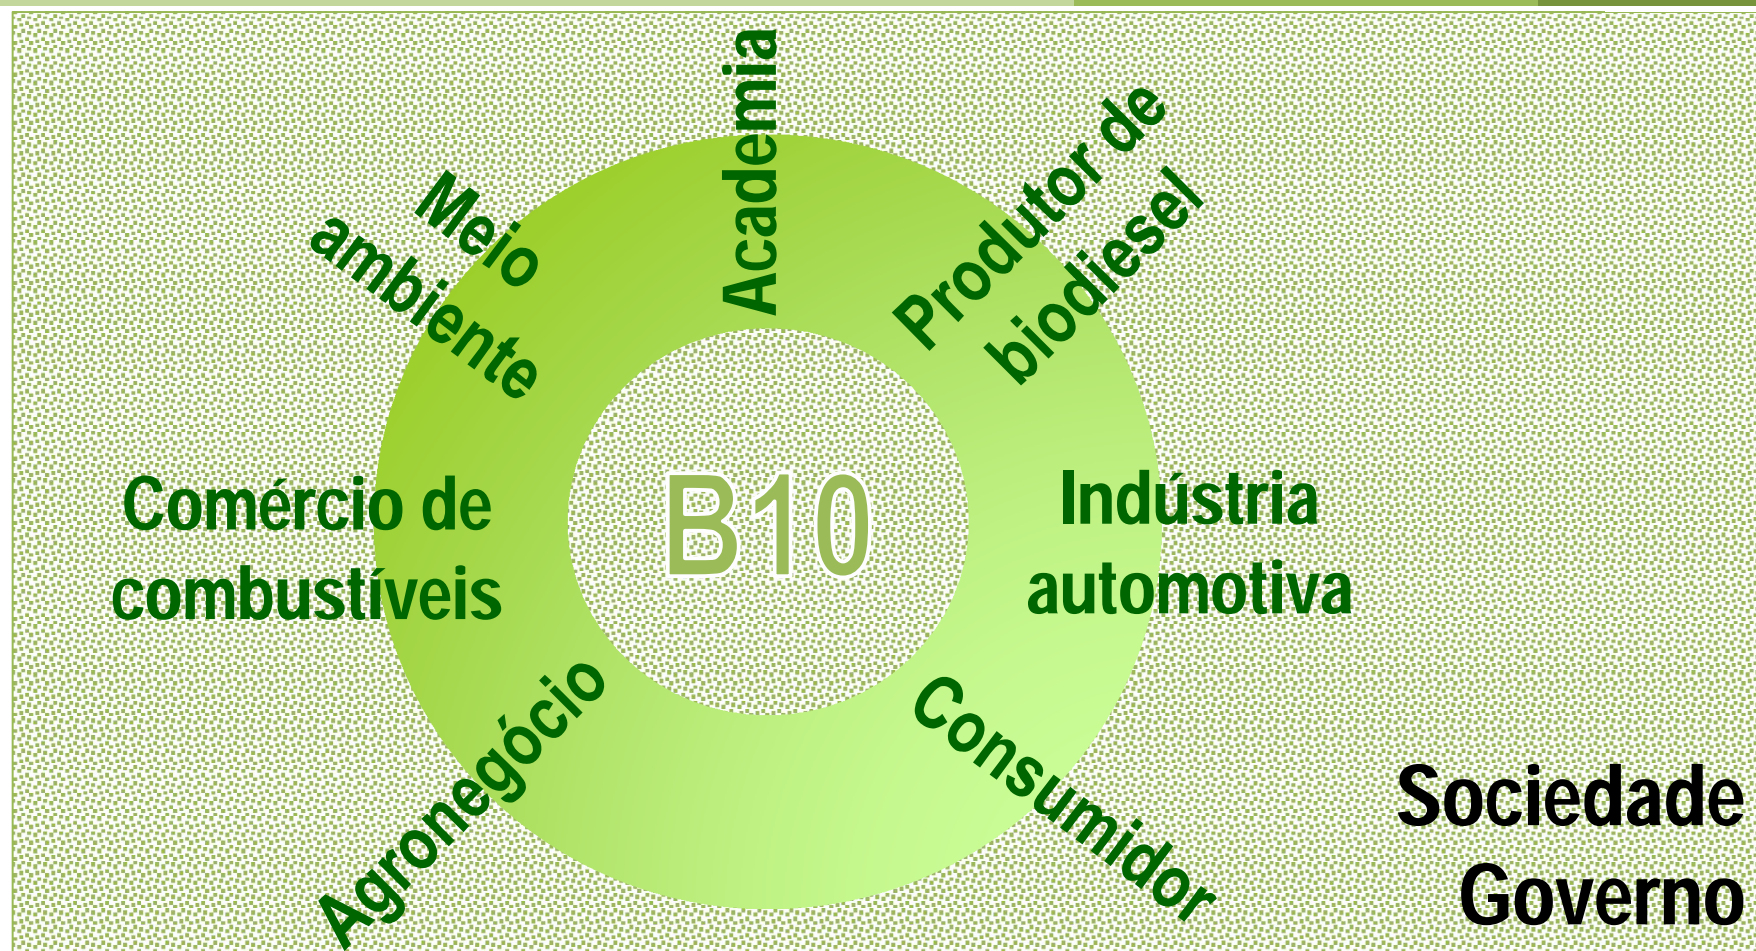 Academia
Produtor de
biodiesel
Meio
ambiente
Comércio de
combustíveis
B10
Indústria
automotiva
Agronegócio
Consumidor
Sociedade
Governo